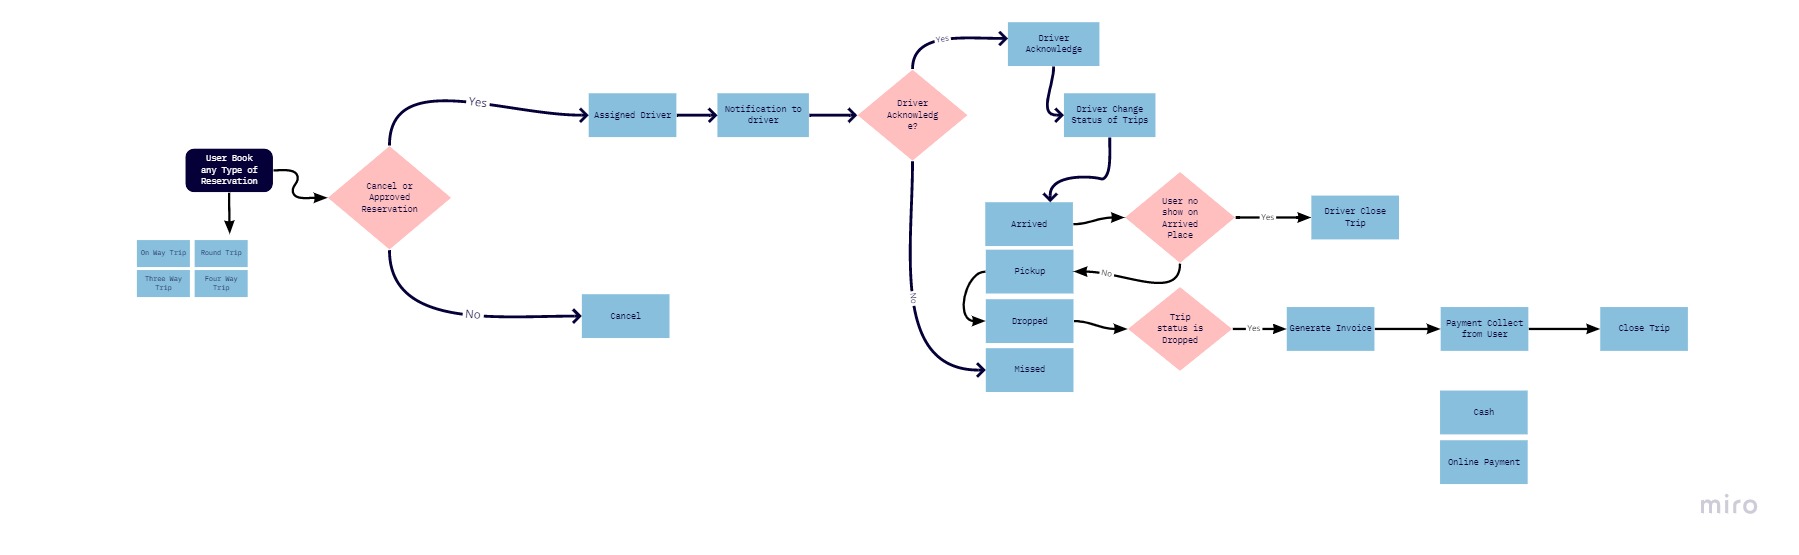 User Book
any Type of
Reservation
On Way Trip
Round Trip
Three Way
Trip
Four Way
Trip
Cancel or
Approved
Reservation
Yes
No
Cancel
Assigned Driver
Notification to
driver
Driver
Acknowledg
e?
Yes
No
Driver
Acknowledge
Driver Change
Status of Trips
Arrived
Pickup
Dropped
Missed
User no
show on
Arrived
Place
Yes
No
Driver Close
Trip
Trip
status is
Dropped
Yes
Generate Invoice
Payment Collect
from User
Close Trip
Cash
Online Payment
miro